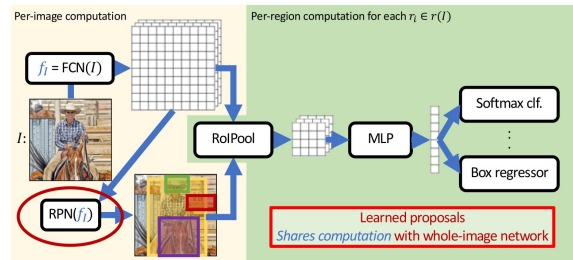 Per-image computation
Per-region computation for each rᵢ ∈ r(I)
f_I = FCN(I)
I:
RoIPool
MLP
Softmax clf.
Box regressor
RPN(f_I)
Learned proposals
Shares computation with whole-image network